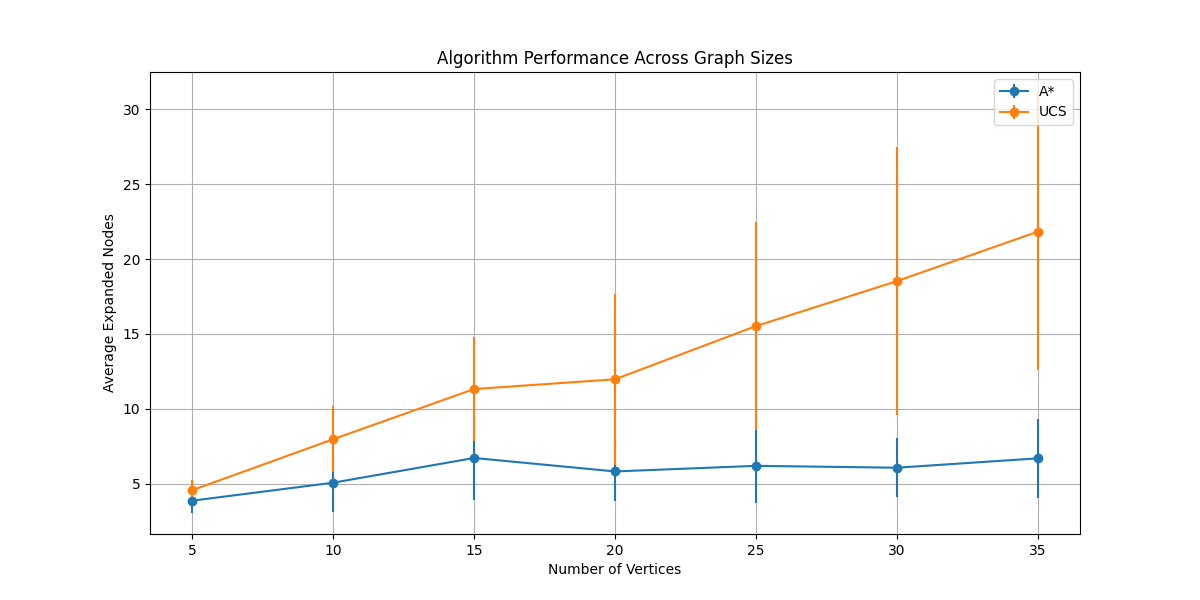 Algorithm Performance Across Graph Sizes
A*
UCS
30
25
20
15
10
5
Average Expanded Nodes
5 10 15 20 25 30 35
Number of Vertices